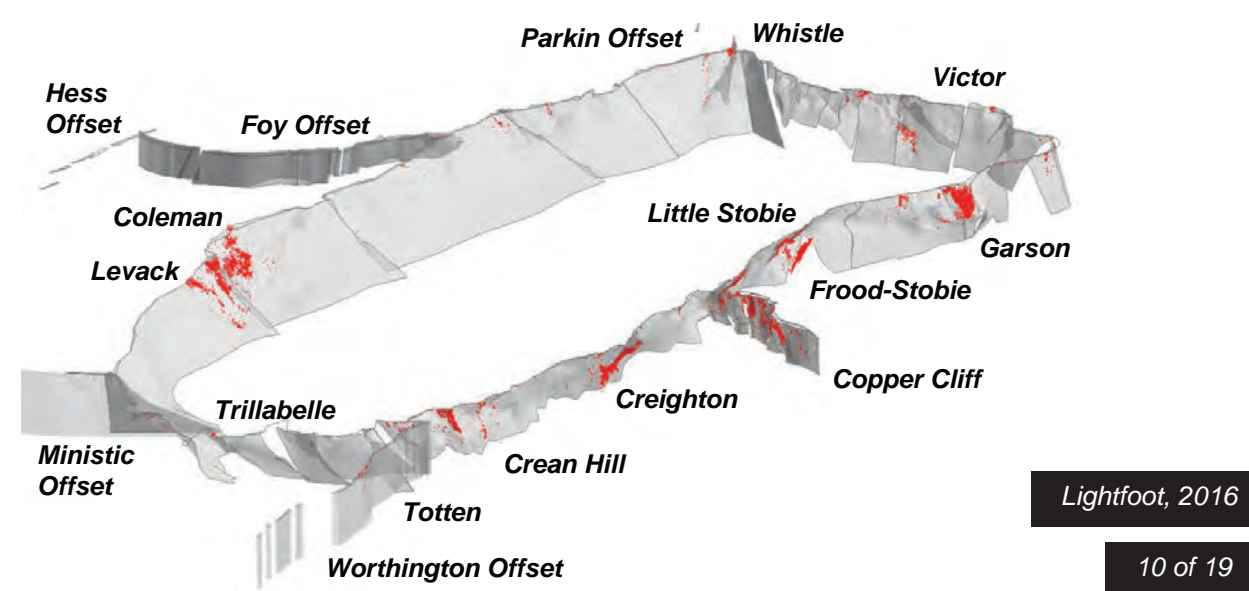 Parkin Offset
Whistle
Victor
Hess
Offset
Foy Offset
Coleman
Levack
Little Stobie
Garson
Frood-Stobie
Copper Cliff
Creighton
Trillabelle
Crean Hill
Ministic
Offset
Totten
Worthington Offset
Lightfoot, 2016
10 of 19